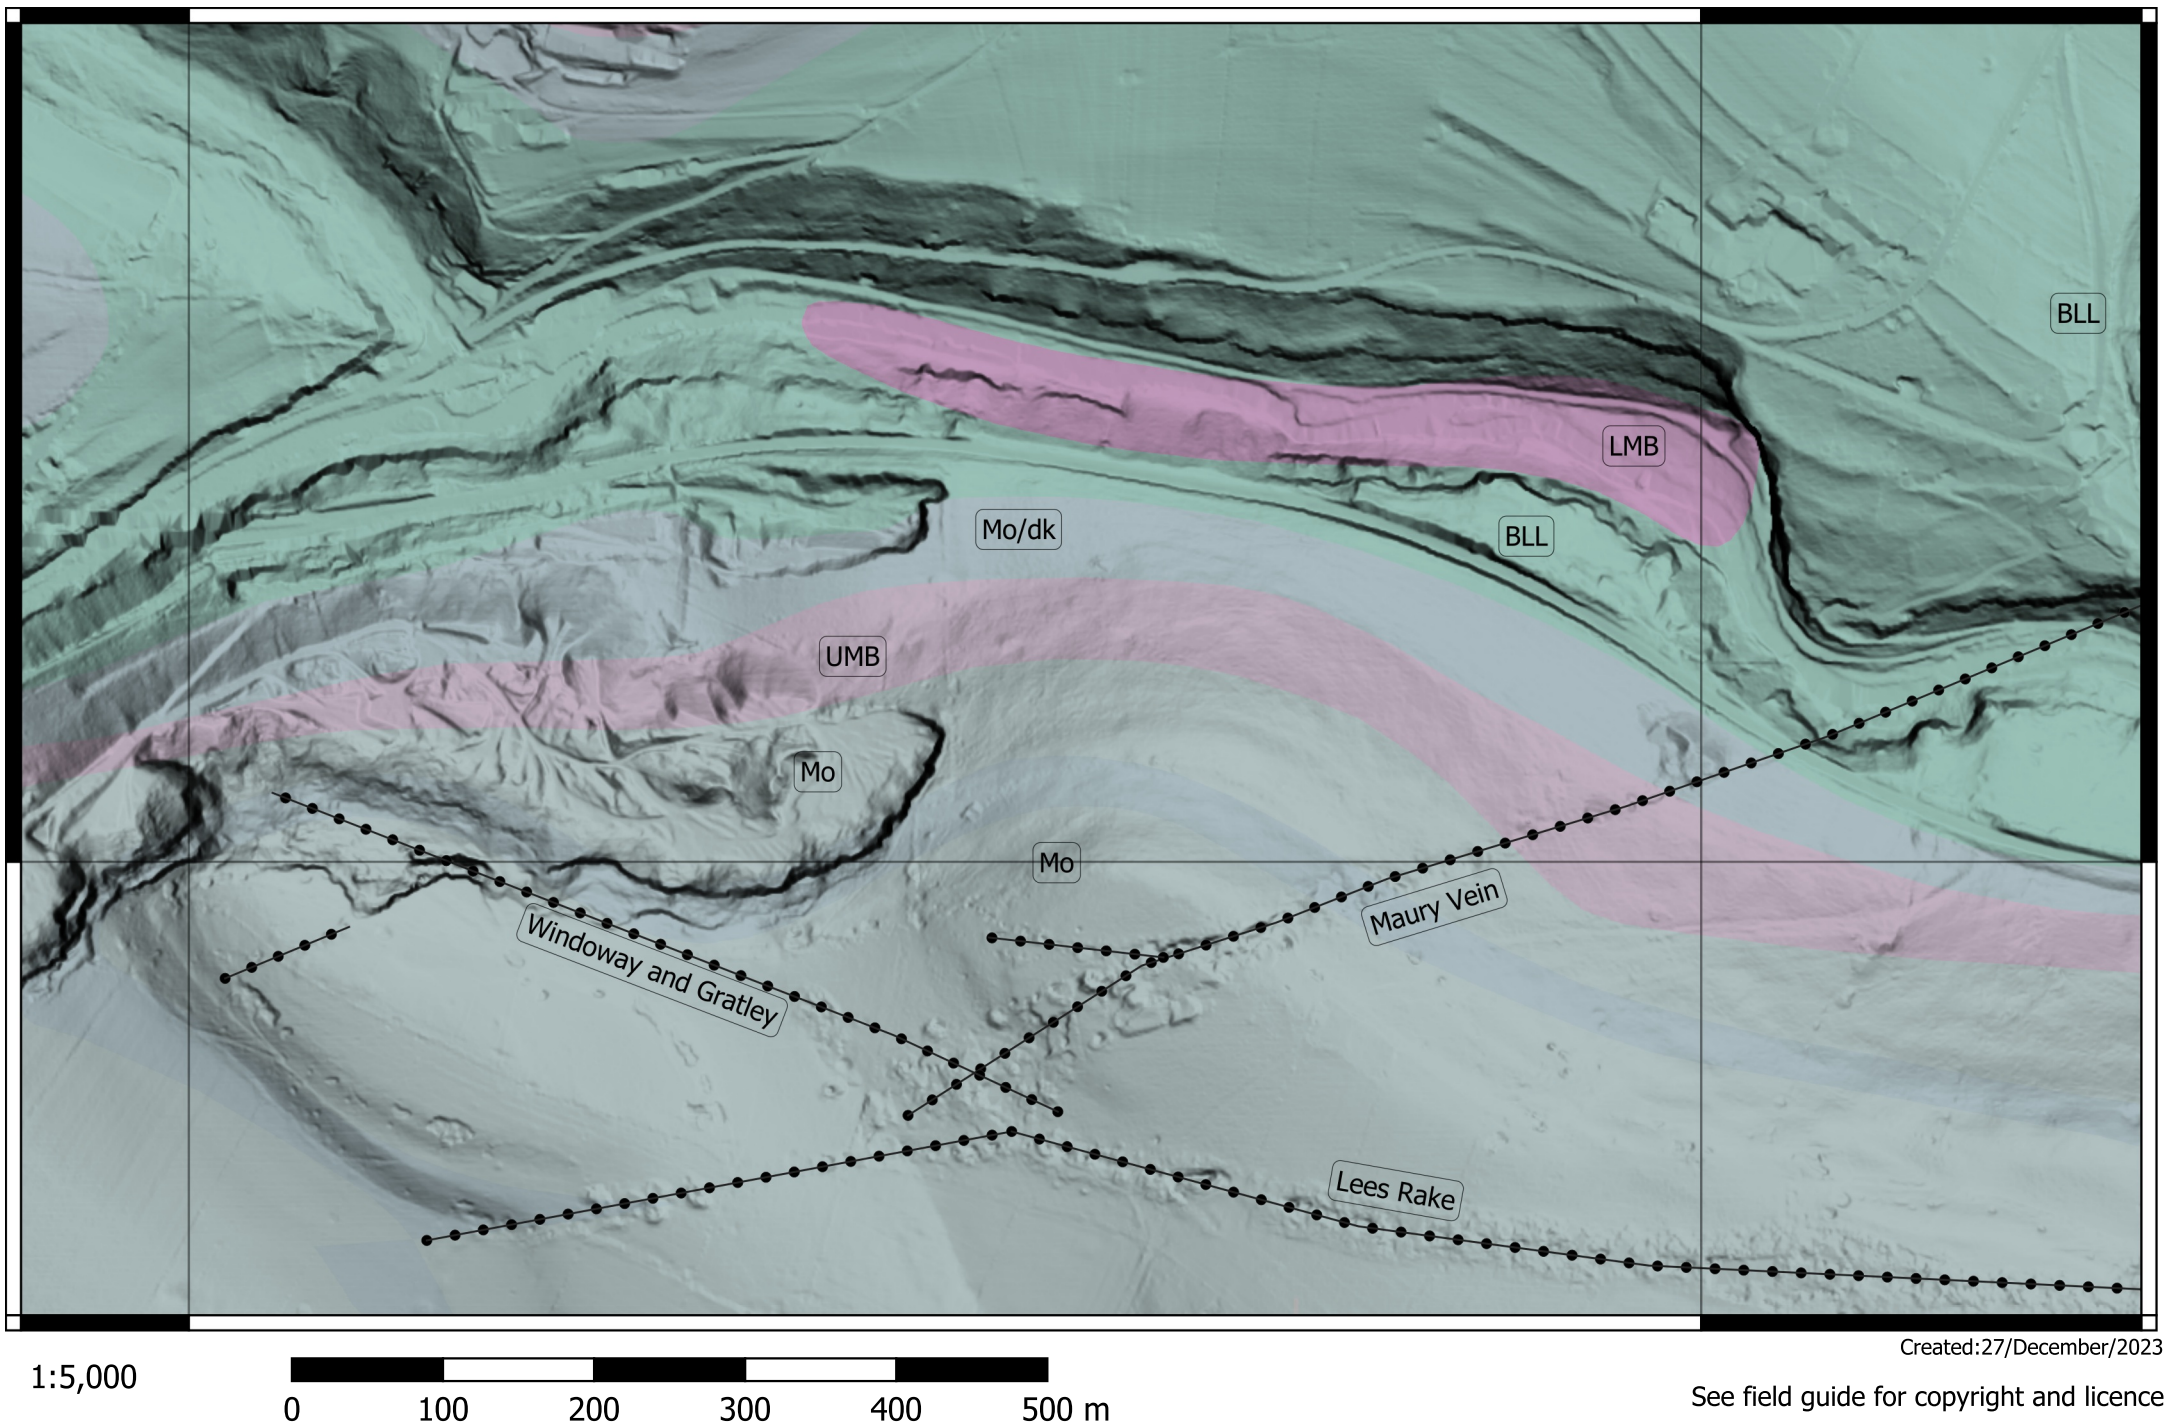 BLL
LMB
Mo/dk
BLL
UMB
Mo
Mo
Maury Vein
Windoway and Gratley
Lees Rake
Created:27/December/2023
1:5,000
0 100 200 300 400 500 m
See field guide for copyright and licence